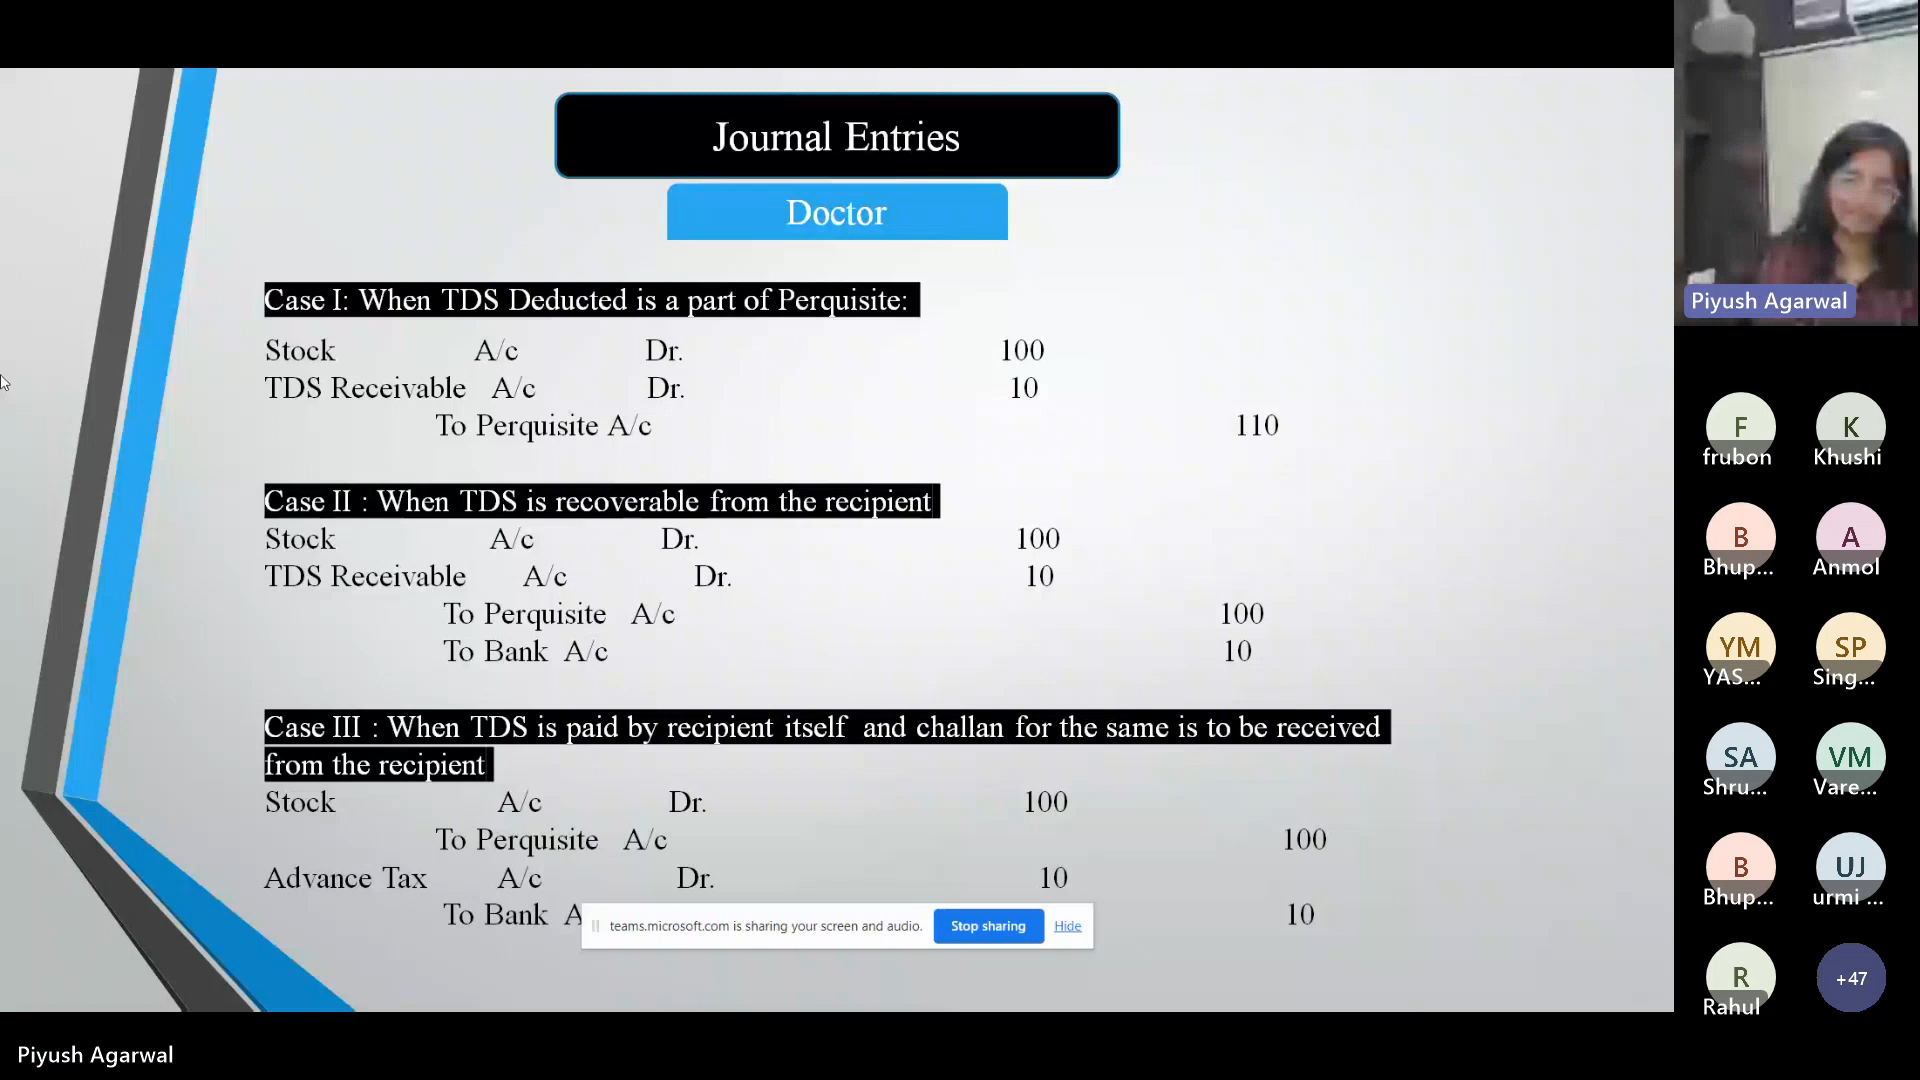 Journal Entries
Doctor
Case I: When TDS Deducted is a part of Perquisite:
Stock A/c Dr. 100
TDS Receivable A/c Dr. 10
To Perquisite A/c 110
Case II : When TDS is recoverable from the recipient
Stock A/c Dr. 100
TDS Receivable A/c Dr. 10
To Perquisite A/c 100
To Bank A/c 10
Case III : When TDS is paid by recipient itself and challan for the same is to be received
from the recipient
Stock A/c Dr. 100
To Perquisite A/c 100
Advance Tax A/c Dr. 10
To Bank A 10
teams.microsoft.com is sharing your screen and audio. Stop sharing Hide
Piyush Agarwal
Piyush Agarwal
F K
frubon Khushi
B A
Bhup... Anmol
YM SP
YAS... Sing...
SA VM
Shru... Vare...
B UJ
Bhup... urmi ...
R +47
Rahul